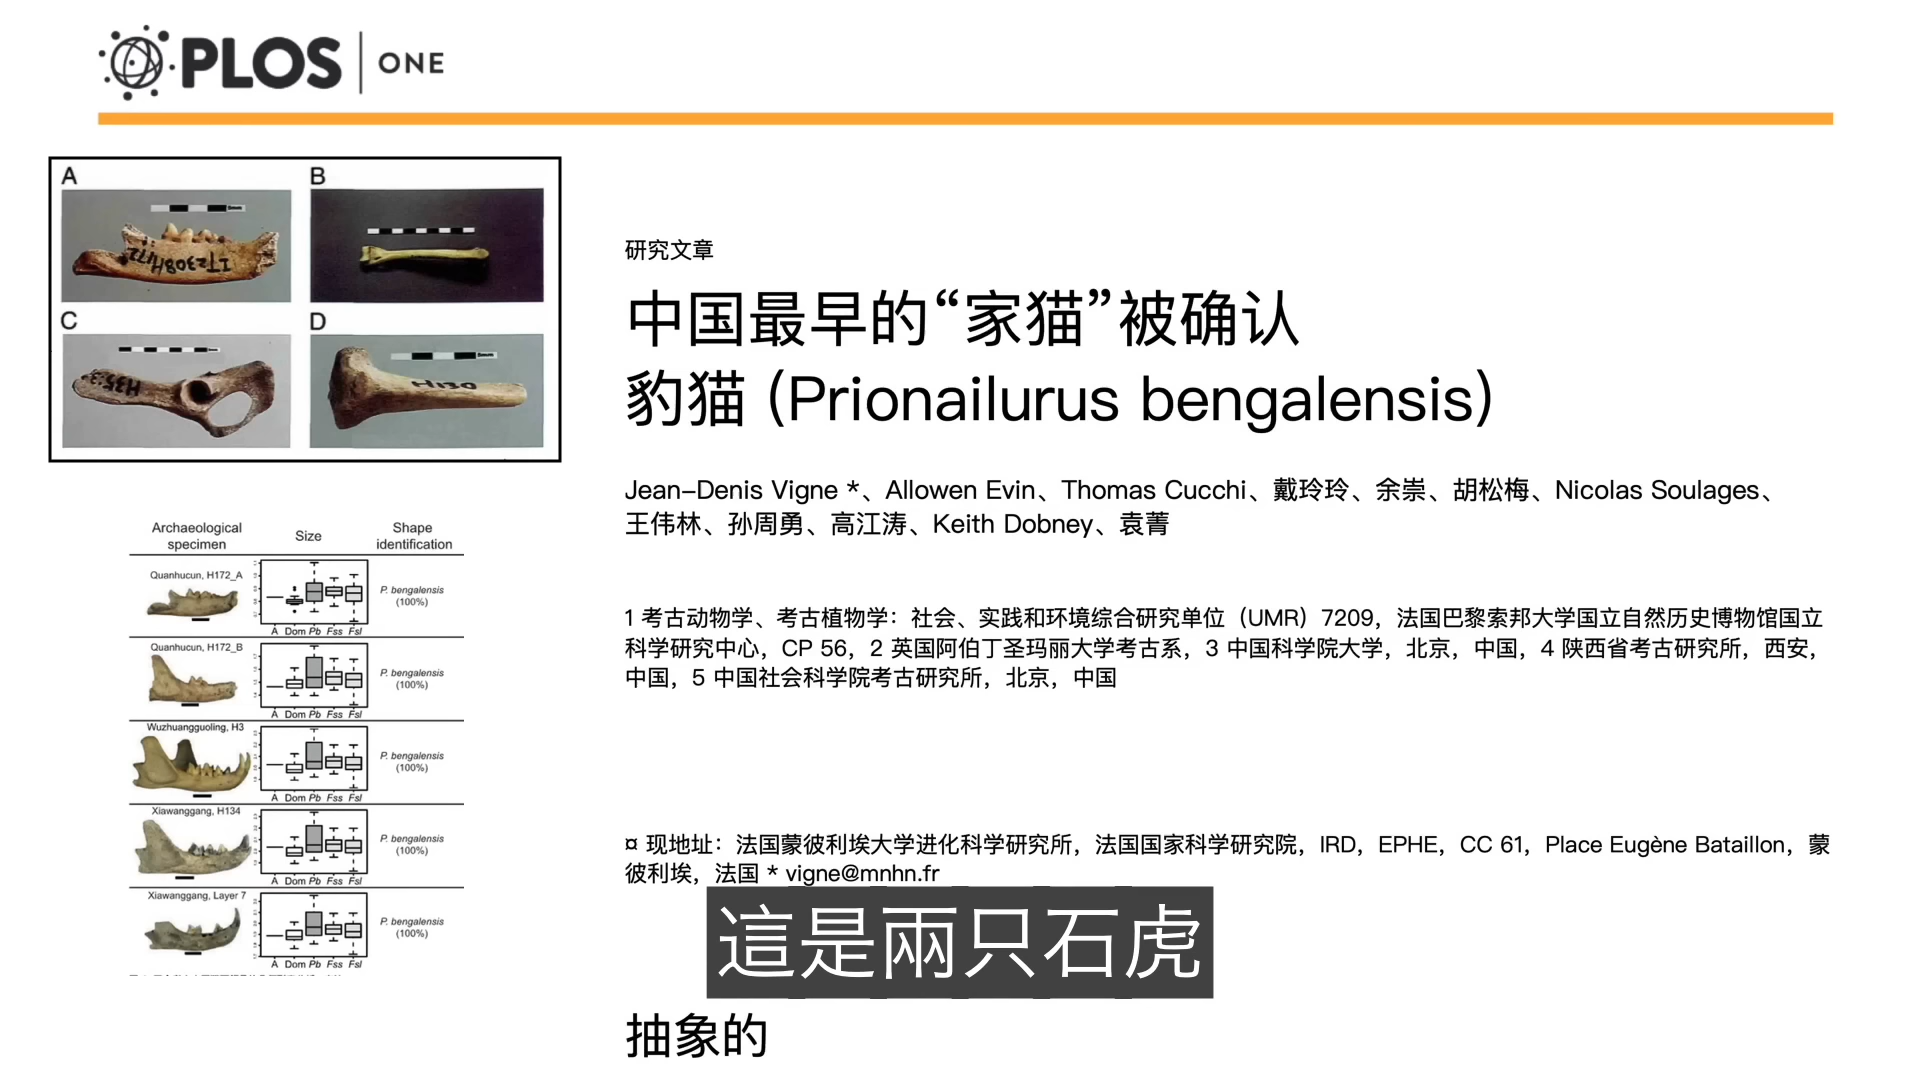 PLOS ONE
A
B
C
D
H130
研究文章
中国最早的“家猫”被确认
豹猫 (Prionailurus bengalensis)
Jean-Denis Vigne *、Allowen Evin、Thomas Cucchi、戴玲玲、余崇、胡松梅、Nicolas Soulages、
王伟林、孙周勇、高江涛、Keith Dobney、袁菁
1 考古动物学、考古植物学：社会、实践和环境综合研究单位（UMR）7209，法国巴黎索邦大学国立自然历史博物馆国立
科学研究中心，CP 56，2 英国阿伯丁圣玛丽大学考古系，3 中国科学院大学，北京，中国，4 陕西省考古研究所，西安，
中国，5 中国社会科学院考古研究所，北京，中国
¤ 现地址：法国蒙彼利埃大学进化科学研究所，法国国家科学研究院，IRD，EPHE，CC 61，Place Eugène Bataillon，蒙
彼利埃，法国 * vigne@mnhn.fr
抽象的
Archaeological
specimen
Size
Shape
identification
Quanhucun, H172_A
P. bengalensis
(100%)
A Dom Pb Fss Fsl
Quanhucun, H172_B
P. bengalensis
(100%)
A Dom Pb Fss Fsl
Wuzhuangguoling, H3
P. bengalensis
(100%)
A Dom Pb Fss Fsl
Xiawanggang, H134
P. bengalensis
(100%)
A Dom Pb Fss Fsl
Xiawanggang, Layer 7
P. bengalensis
(100%)
A Dom Pb Fss Fsl
這是兩只石虎